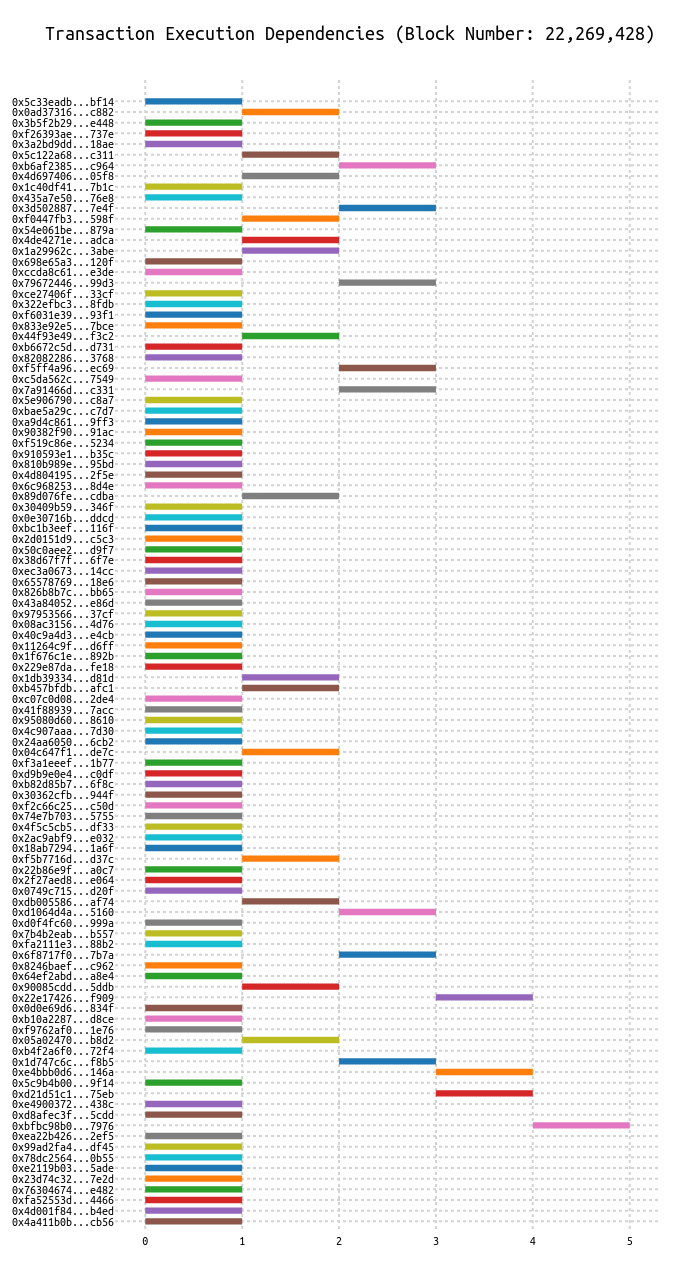 Transaction Execution Dependencies (Block Number: 22,269,428)
0x5c33eadb...bf14
0x0ad37316...c882
0x3b5f2b29...e448
0xf26393ae...737e
0x3a2bd9dd...18ae
0x5c122a68...c311
0xb6af2385...c964
0x4d697406...05f8
0x1c40df41...7b1c
0x435a7e50...76e8
0x3d502887...7e4f
0xf0447fb3...598f
0x54e061be...879a
0x4de4271e...adca
0x1a29962c...3abe
0x698e65a3...120f
0xccda8c61...e3de
0x79672446...99d3
0xce27406f...33cf
0x322efbc3...8fdb
0xf6031e39...93f1
0x833e92e5...7bce
0x44f93e49...f3c2
0xb6672c5d...d731
0x82082286...3768
0xf5ff4a96...ec69
0xc5da562c...7549
0x7a91466d...c331
0x5e906790...c8a7
0xbae5a29c...c7d7
0xa9d4c861...9ff3
0x90382f90...91ac
0xf519c86e...5234
0x910593e1...b35c
0x810b989e...95bd
0x4d804195...2f5e
0x6c968253...8d4e
0x89d076fe...cdba
0x30409b59...346f
0x0e30716b...ddcd
0xbc1b3eef...116f
0x2d0151d9...c5c3
0x50c0aee2...d9f7
0x38d67f7f...6f7e
0xec3a0673...14cc
0x65578769...18e6
0x826b8b7c...bb65
0x43a84052...e86d
0x97953566...37cf
0x08ac3156...4d76
0x40c9a4d3...e4cb
0x11264c9f...d6ff
0x1f676c1e...892b
0x229e87da...fe18
0x1db39334...d81d
0xb457bfdb...afc1
0xc07c0d08...2de4
0x41f88939...7acc
0x95080d60...8610
0x4c907aaa...7d30
0x24aa6050...6cb2
0x04c647f1...de7c
0xf3a1eeef...1b77
0xd9b9e0e4...c0df
0xb82d85b7...6f8c
0x30362cfb...944f
0xf2c66c25...c50d
0x74e7b703...5755
0x4f5c5cb5...df33
0x2ac9abf9...e032
0x18ab7294...1a6f
0xf5b7716d...d37c
0x22b86e9f...a0c7
0x2f27aed8...e064
0x0749c715...d20f
0xdb005586...af74
0xd1064d4a...5160
0xd0f4fc60...999a
0x7b4b2eab...b557
0xfa2111e3...88b2
0x6f8717f0...7b7a
0x8246baef...c962
0x64ef2abd...a8e4
0x90085cdd...5ddb
0x22e17426...f909
0x0d0e69d6...834f
0xb10a2287...d8ce
0xf9762af0...1e76
0x05a02470...b8d2
0xb4f2a6f0...72f4
0x1d747c6c...f8b5
0xe4bbb0d6...146a
0x5c9b4b00...9f14
0xd21d51c1...75eb
0xe4900372...438c
0xd8afec3f...5cdd
0xbfbc98b0...7976
0xea22b426...2ef5
0x99ad2fa4...df45
0x78dc2564...0b55
0xe2119b03...5ade
0x23d74c32...7e2d
0x76304674...e482
0xfa52553d...4466
0x4d001f84...b4ed
0x4a411b0b...cb56
0 1 2 3 4 5